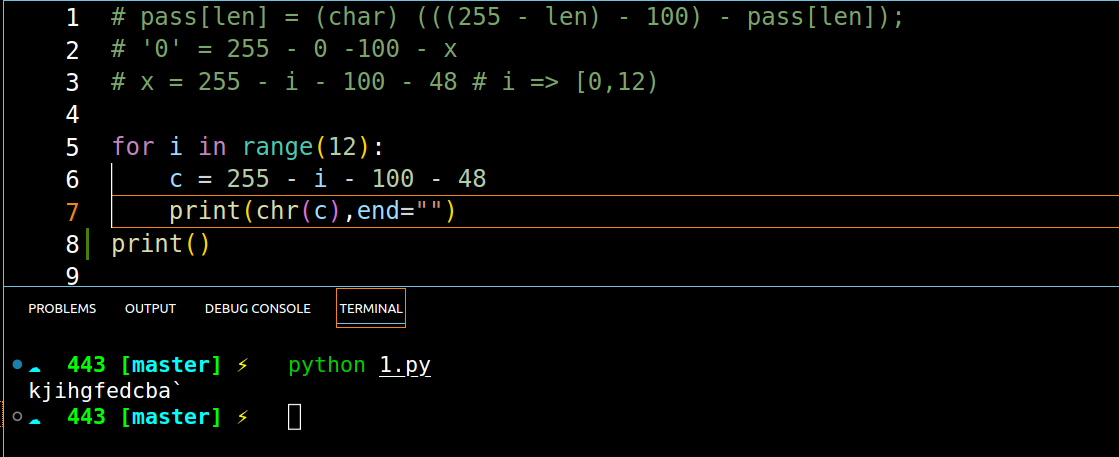 1 # pass[len] = (char) (((255 - len) - 100) - pass[len]);
2 # '0' = 255 - 0 -100 - x
3 # x = 255 - i - 100 - 48 # i => [0,12)
4
5 for i in range(12):
6     c = 255 - i - 100 - 48
7     print(chr(c),end="")
8 print()
9
PROBLEMS OUTPUT DEBUG CONSOLE TERMINAL
443 [master] ⚡ python 1.py
kjihgfedcba`
443 [master] ⚡